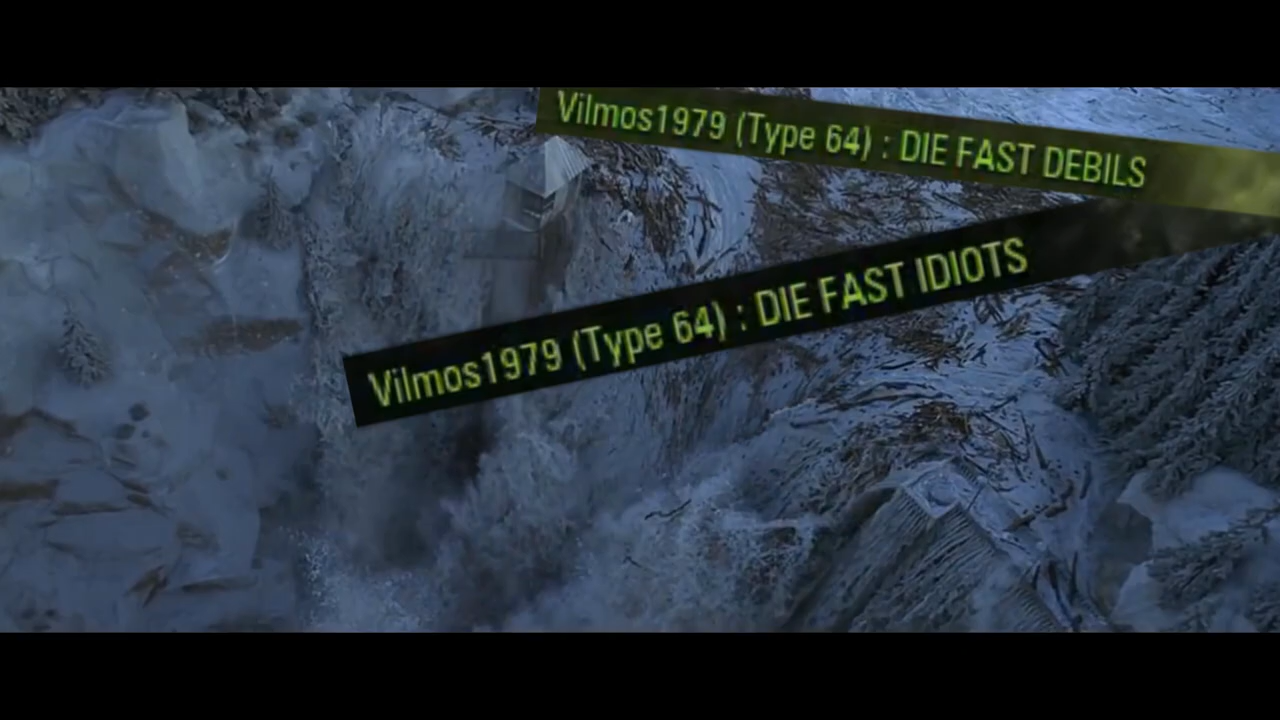 Vilmos1979 (Type 64) : DIE FAST DEBILS
Vilmos1979 (Type 64) : DIE FAST IDIOTS